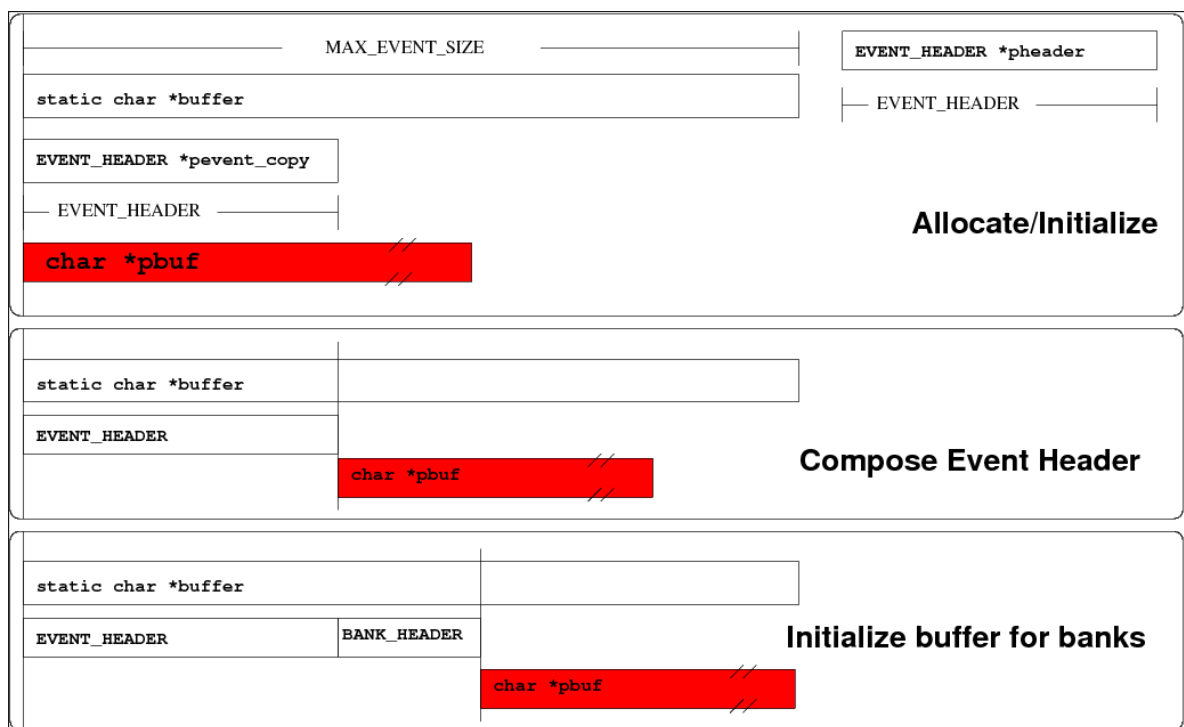 MAX_EVENT_SIZE
EVENT_HEADER *pheader
static char *buffer
EVENT_HEADER
EVENT_HEADER *pevent_copy
EVENT_HEADER
Allocate/Initialize
char *pbuf
static char *buffer
EVENT_HEADER
Compose Event Header
char *pbuf
static char *buffer
EVENT_HEADER
BANK_HEADER
Initialize buffer for banks
char *pbuf